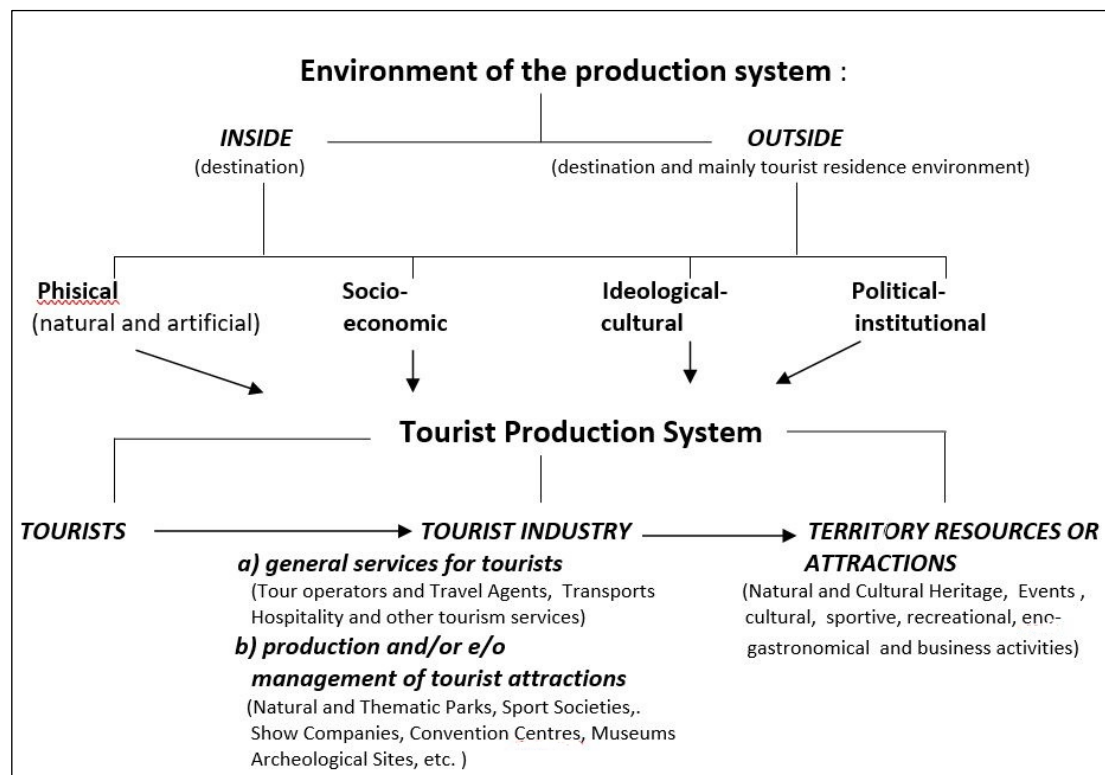 Environment of the production system :
INSIDE
OUTSIDE
(destination)
(destination and mainly tourist residence environment)
Phisical
(natural and artificial)
Socio-
economic
Ideological-
cultural
Political-
institutional
Tourist Production System
TOURISTS
TOURIST INDUSTRY
a) general services for tourists
(Tour operators and Travel Agents, Transports
Hospitality and other tourism services)
b) production and/or e/o
management of tourist attractions
(Natural and Thematic Parks, Sport Societies,.
Show Companies, Convention Centres, Museums
Archeological Sites, etc. )
TERRITORY RESOURCES OR
ATTRACTIONS
(Natural and Cultural Heritage, Events ,
cultural, sportive, recreational, eno-
gastronomical and business activities)